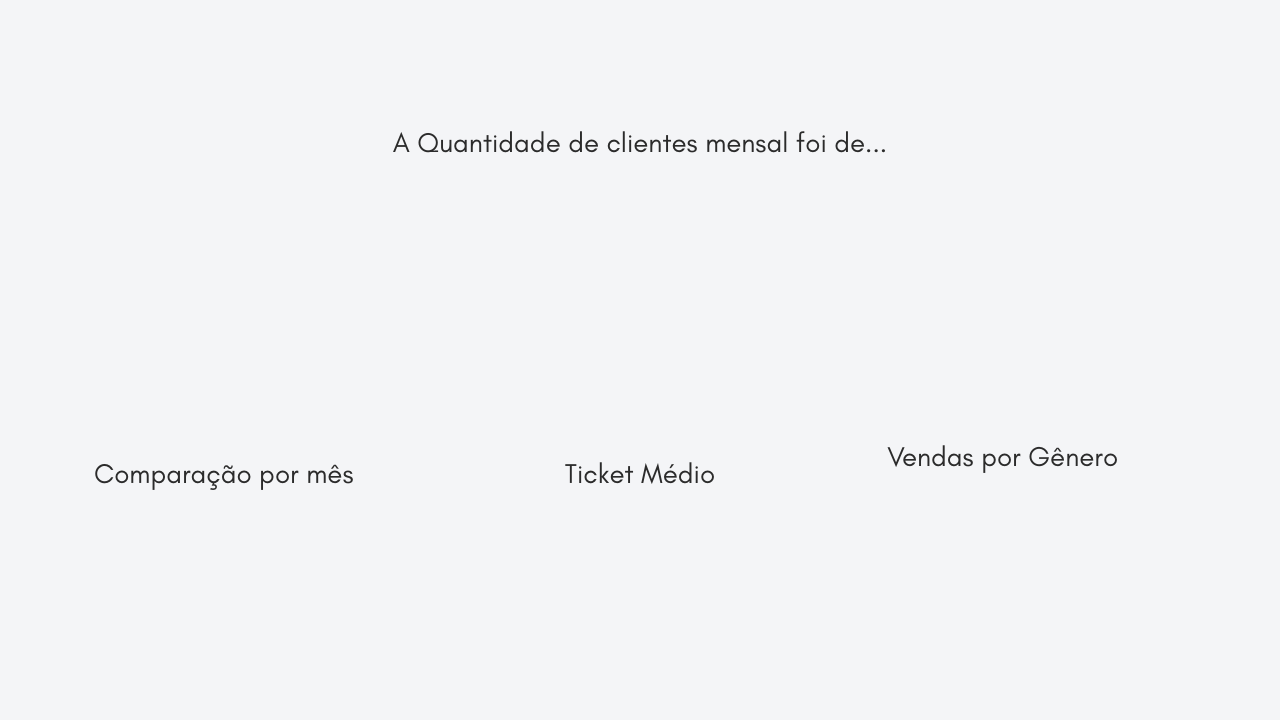 A Quantidade de clientes mensal foi de...
Comparação por mês
Ticket Médio
Vendas por Gênero